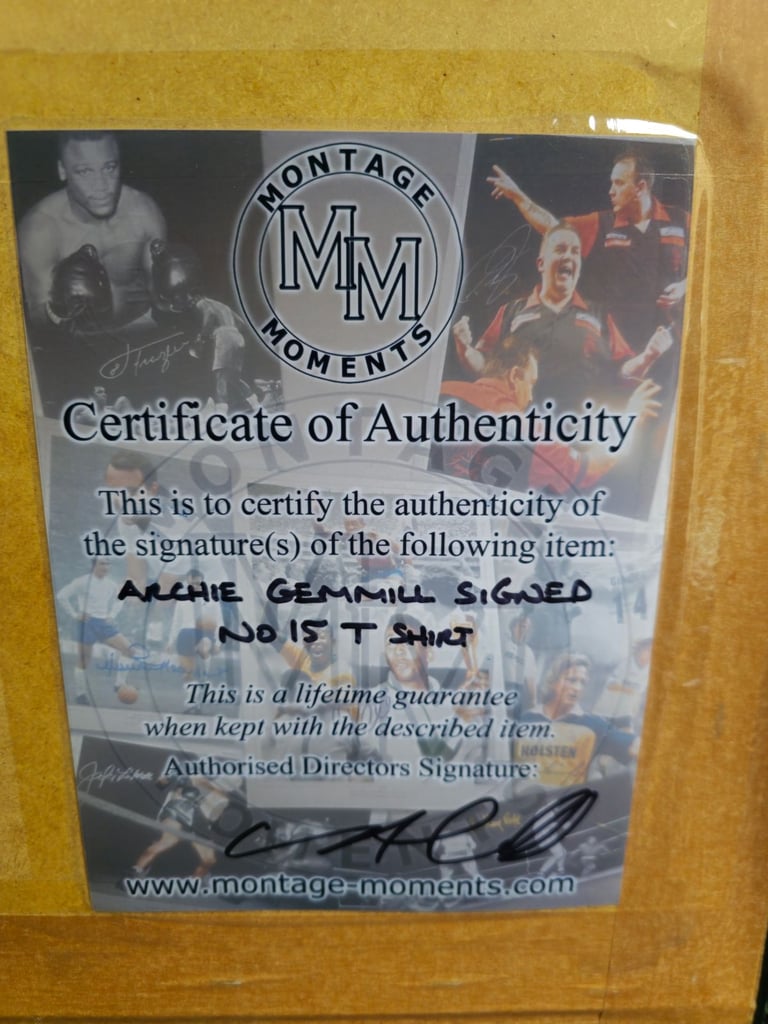 MONTAGE
MM
MOMENTS
J Frazier
Certificate of Authenticity
This is to certify the authenticity of
the signature(s) of the following item:
ARCHIE GEMMILL SIGNED
NO 15 T SHIRT
This is a lifetime guarantee
when kept with the described item.
HOLSTEN
Authorised Directors Signature:
www.montage-moments.com